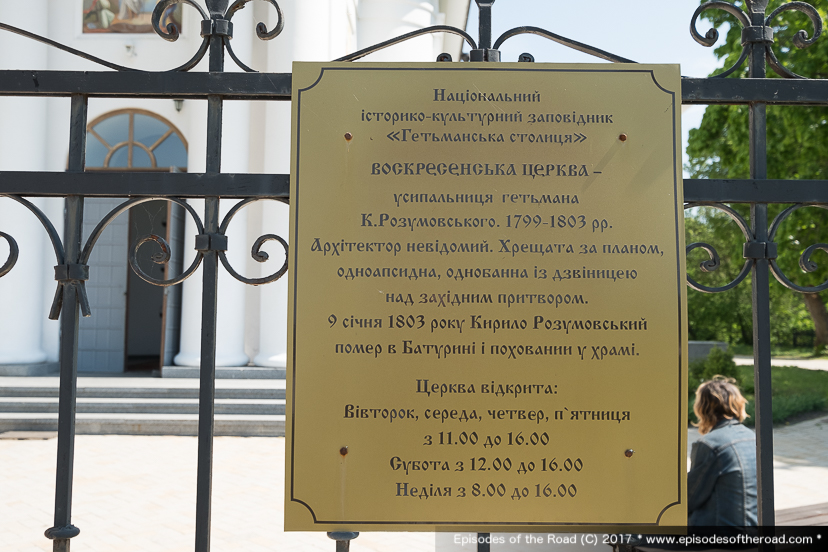 Національний
історико-культурний заповідник
«Гетьманська столиця»
ВОСКРЕСЕНСЬКА ЦЕРКВА –
усипальниця гетьмана
К.Розумовського. 1799-1803 рр.
Архітектор невідомий. Хрещата за планом,
одноапсидна, однобанна із дзвіницею
над західним притвором.
9 січня 1803 року Кирило Розумовський
помер в Батурині і похований у храмі.
Церква відкрита:
Вівторок, середа, четвер, п`ятниця
з 11.00 до 16.00
Субота з 12.00 до 16.00
Неділя з 8.00 до 16.00
Episodes of the Road (C) 2017 * www.episodesoftheroad.com *